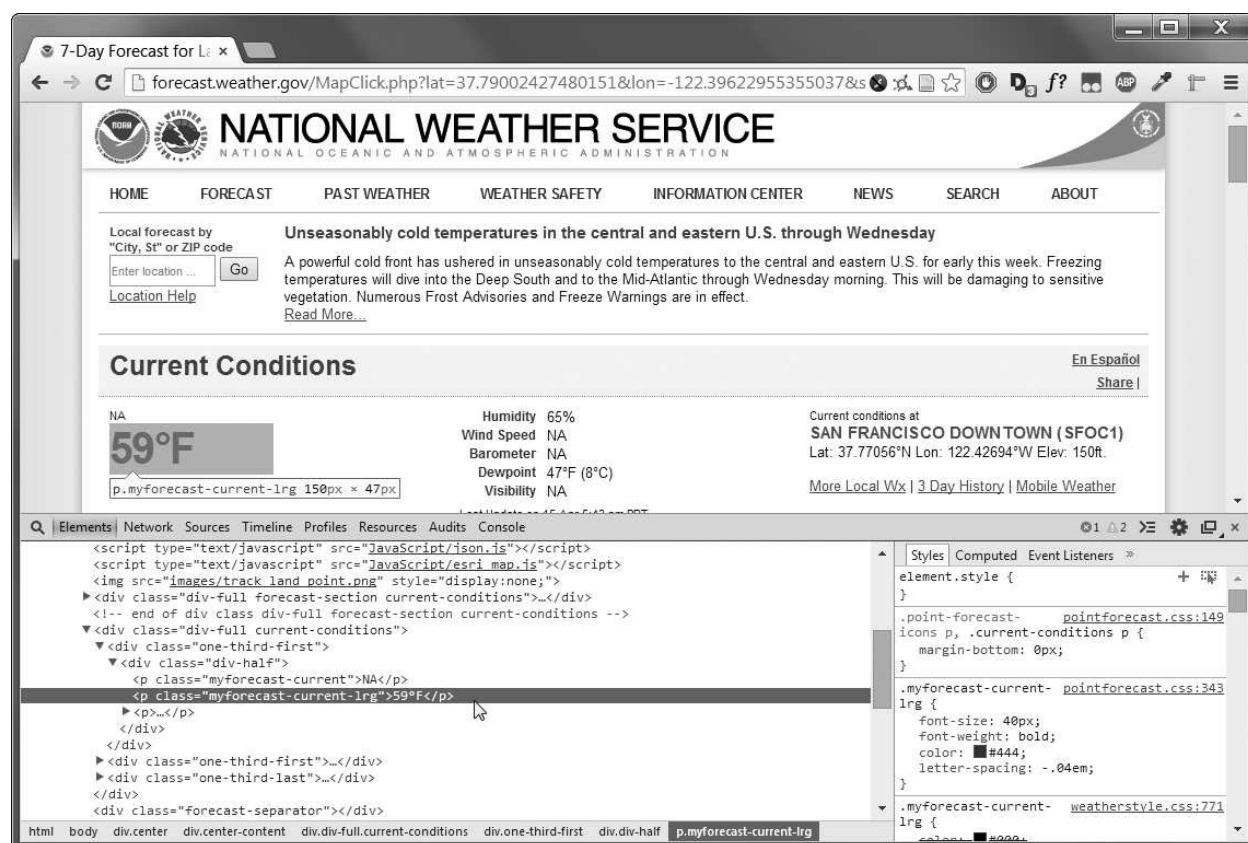 7-Day Forecast for La
forecast.weather.gov/MapClick.php?lat=37.79002427480151&lon=-122.39622955355037&s
NATIONAL WEATHER SERVICE
NATIONAL OCEANIC AND ATMOSPHERIC ADMINISTRATION
HOME FORECAST PAST WEATHER WEATHER SAFETY INFORMATION CENTER NEWS SEARCH ABOUT
Local forecast by
"City, St" or ZIP code
Enter location ... Go
Location Help
Unseasonably cold temperatures in the central and eastern U.S. through Wednesday
A powerful cold front has ushered in unseasonably cold temperatures to the central and eastern U.S. for early this week. Freezing
temperatures will dive into the Deep South and to the Mid-Atlantic through Wednesday morning. This will be damaging to sensitive
vegetation. Numerous Frost Advisories and Freeze Warnings are in effect.
Read More...
Current Conditions
En Español
Share |
NA
59°F
p.myforecast-current-lrg 150px × 47px
Humidity 65%
Wind Speed NA
Barometer NA
Dewpoint 47°F (8°C)
Visibility NA
Last Update on 15 Apr 5:43 pm PDT
Current conditions at
SAN FRANCISCO DOWNTOWN (SFOC1)
Lat: 37.77056°N Lon: 122.42694°W Elev: 150ft.
More Local Wx | 3 Day History | Mobile Weather
Elements Network Sources Timeline Profiles Resources Audits Console
1 2
<script type="text/javascript" src="JavaScript/json.js"></script>
<script type="text/javascript" src="JavaScript/esri_map.js"></script>
<img src="images/track_land_point.png" style="display:none;">
<div class="div-full forecast-section current-conditions">…</div>
<!-- end of div class div-full forecast-section current-conditions -->
<div class="div-full current-conditions">
<div class="one-third-first">
<div class="div-half">
<p class="myforecast-current">NA</p>
<p class="myforecast-current-lrg">59°F</p>
<p>…</p>
</div>
</div>
<div class="one-third-first">…</div>
<div class="one-third-last">…</div>
</div>
<div class="forecast-separator"></div>
html body div.center div.center-content div.div-full.current-conditions div.one-third-first div.div-half p.myforecast-current-lrg
Styles Computed Event Listeners »
element.style {
}
.point-forecast- pointforecast.css:149
icons p, .current-conditions p {
margin-bottom: 0px;
}
.myforecast-current- pointforecast.css:343
lrg {
font-size: 40px;
font-weight: bold;
color: #444;
letter-spacing: -.04em;
}
.myforecast-current- weatherstyle.css:771
lrg {
color: #000;